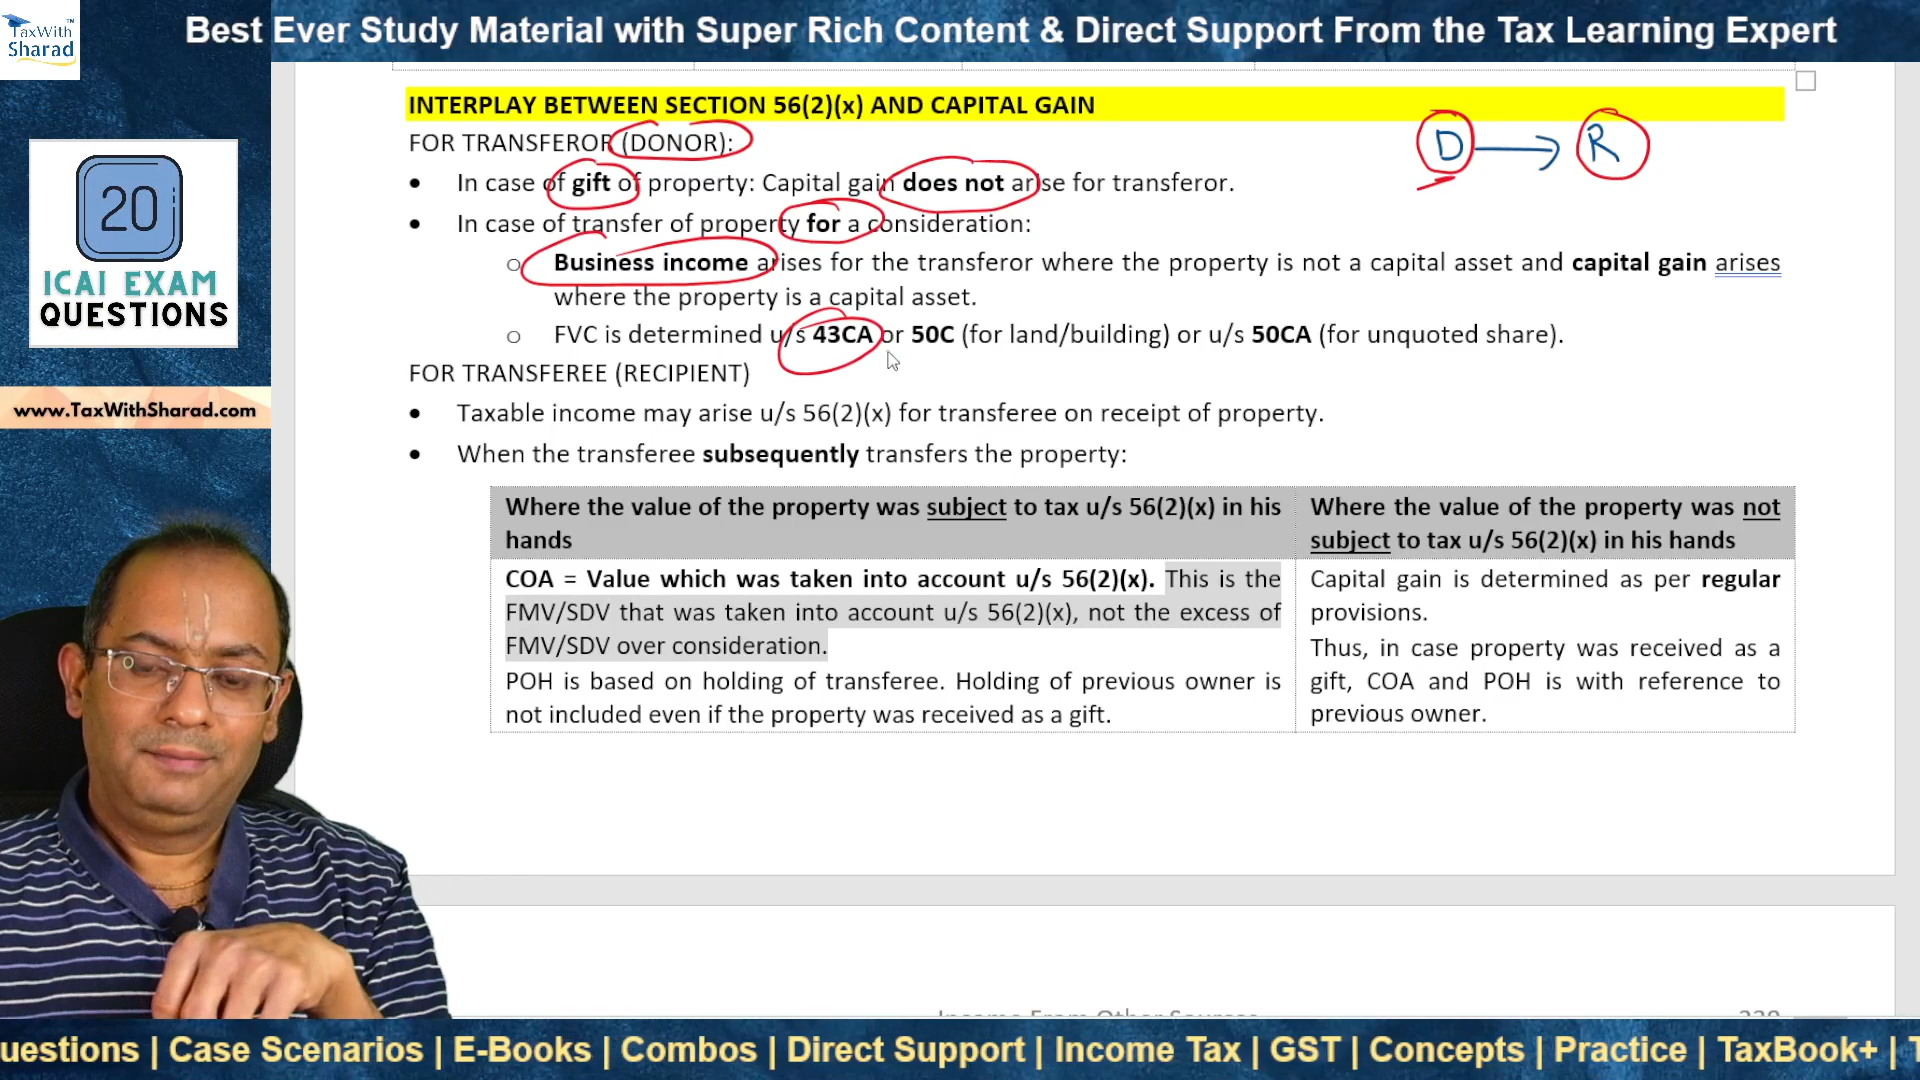 TaxWith
Sharad
Best Ever Study Material with Super Rich Content & Direct Support From the Tax Learning Expert
20
ICAI EXAM
QUESTIONS
www.TaxWithSharad.com
INTERPLAY BETWEEN SECTION 56(2)(x) AND CAPITAL GAIN
FOR TRANSFEROR (DONOR):
D → R
• In case of gift of property: Capital gain does not arise for transferor.
• In case of transfer of property for a consideration:
o Business income arises for the transferor where the property is not a capital asset and capital gain arises
where the property is a capital asset.
o FVC is determined u/s 43CA or 50C (for land/building) or u/s 50CA (for unquoted share).
FOR TRANSFEREE (RECIPIENT)
• Taxable income may arise u/s 56(2)(x) for transferee on receipt of property.
• When the transferee subsequently transfers the property:
Where the value of the property was subject to tax u/s 56(2)(x) in his
hands
Where the value of the property was not
subject to tax u/s 56(2)(x) in his hands
COA = Value which was taken into account u/s 56(2)(x). This is the
FMV/SDV that was taken into account u/s 56(2)(x), not the excess of
FMV/SDV over consideration.
POH is based on holding of transferee. Holding of previous owner is
not included even if the property was received as a gift.
Capital gain is determined as per regular
provisions.
Thus, in case property was received as a
gift, COA and POH is with reference to
previous owner.
Income From Other Sources
uestions | Case Scenarios | E-Books | Combos | Direct Support | Income Tax | GST | Concepts | Practice | TaxBook+ |